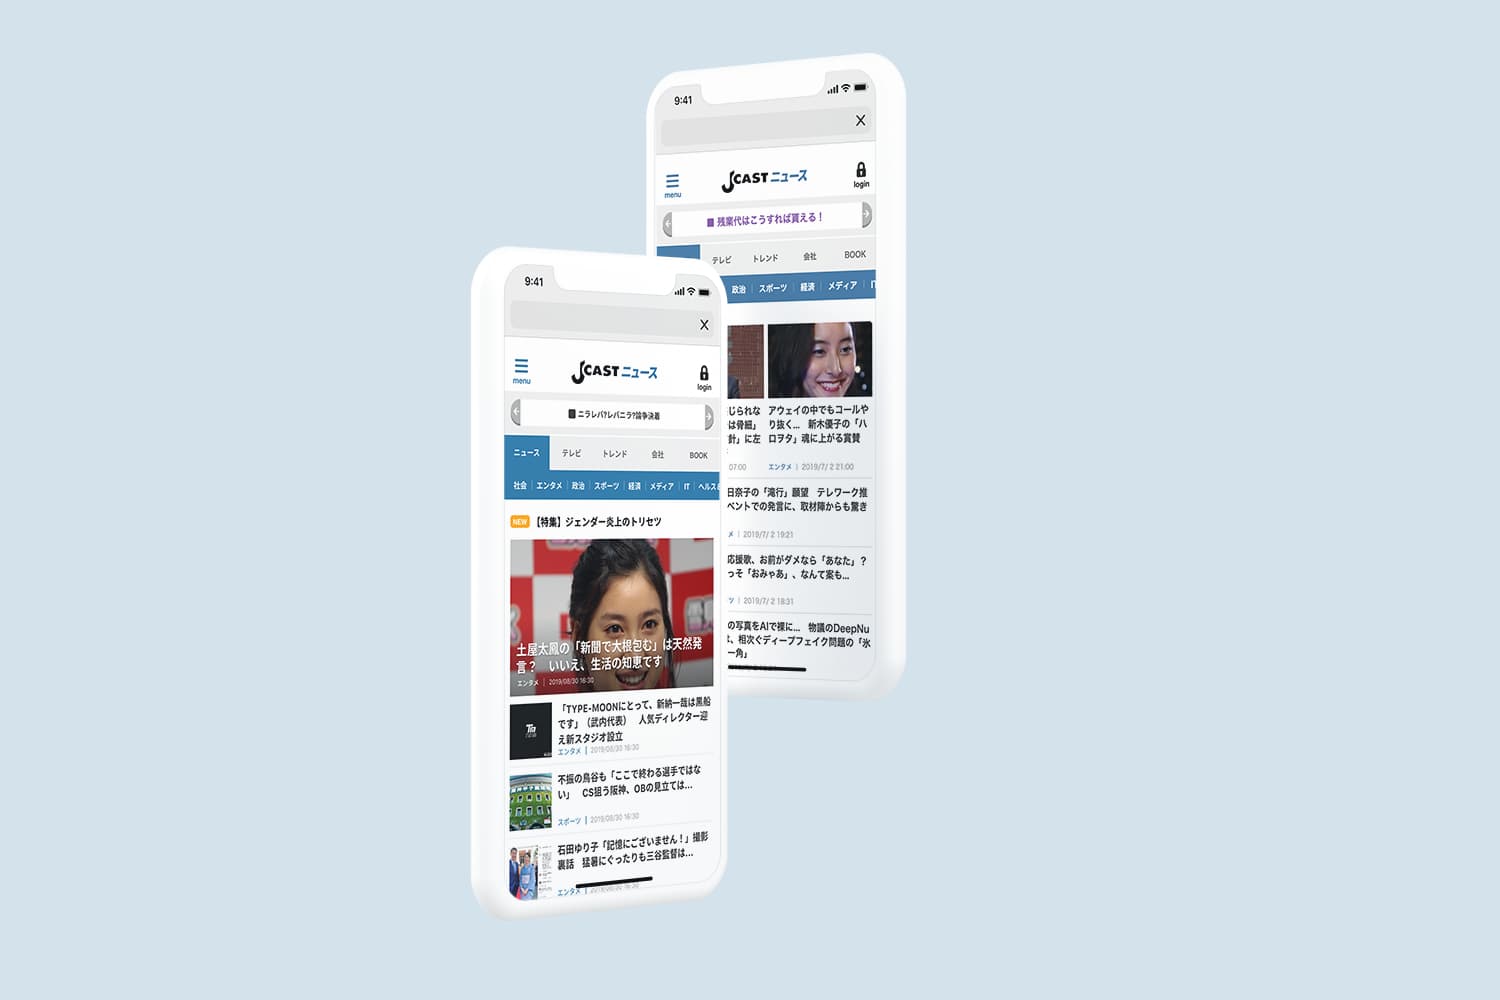 9:41
X
menu
JCAST ニュース
login
ニラレバ?レバニラ?論争決着
ニュース
テレビ
トレンド
会社
BOOK
社会 エンタメ 政治 スポーツ 経済 メディア IT ヘルス&
NEW 【特集】ジェンダー炎上のトリセツ
土屋太鳳の「新聞で大根包む」は天然発
言？　いいえ、生活の知恵です
エンタメ | 2019/08/30 16:30
「TYPE-MOONにとって、新納一哉は黒船
です」（武内代表）　人気ディレクター迎
え新スタジオ設立
エンタメ | 2019/08/30 16:30
不振の鳥谷も「ここで終わる選手ではな
い」　CS狙う阪神、OBの見立ては...
スポーツ | 2019/08/30 16:30
石田ゆり子「記憶にございません！」撮影
裏話　猛暑にぐったりも三谷監督は...
エンタメ | 2019/08/30 16:30
9:41
X
menu
JCAST ニュース
login
残業代はこうすれば貰える！
テレビ
トレンド
会社
BOOK
政治 スポーツ 経済 メディア
じられな
は骨細」
針」に左
07:00
アウェイの中でもコールや
り抜く...　新木優子の「ハ
ロヲタ」魂に上がる賞賛
エンタメ | 2019/7/ 2 21:00
日奈子の「滝行」願望　テレワーク推
ベントでの発言に、取材陣からも驚き
メ | 2019/7/ 2 19:21
応援歌、お前がダメなら「あなた」？
っそ「おみゃあ」、なんて案も...
ツ | 2019/7/ 2 18:31
の写真をAIで裸に...　物議のDeepNu
、相次ぐディープフェイク問題の「氷
一角」